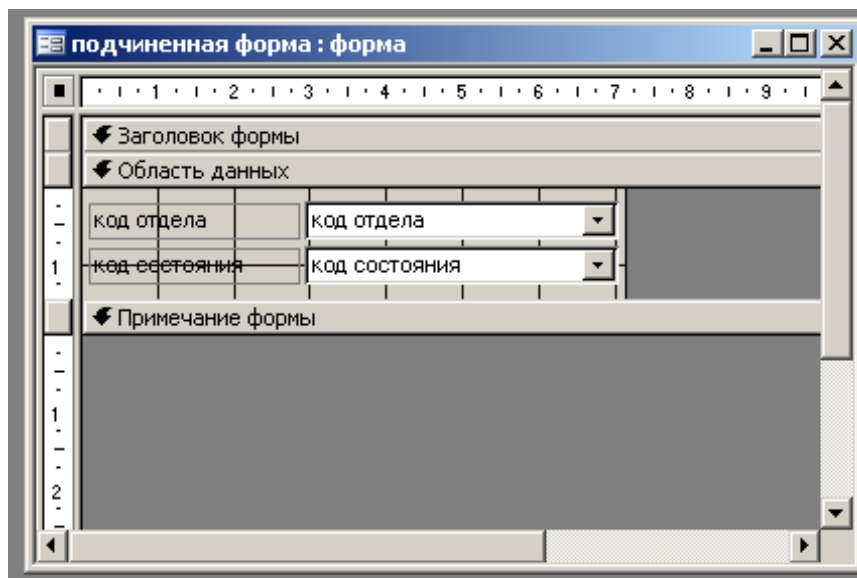 подчиненная форма : форма
1 2 3 4 5 6 7 8 9
Заголовок формы
Область данных
код отдела код отдела
1 код состояния код состояния
Примечание формы
1
2